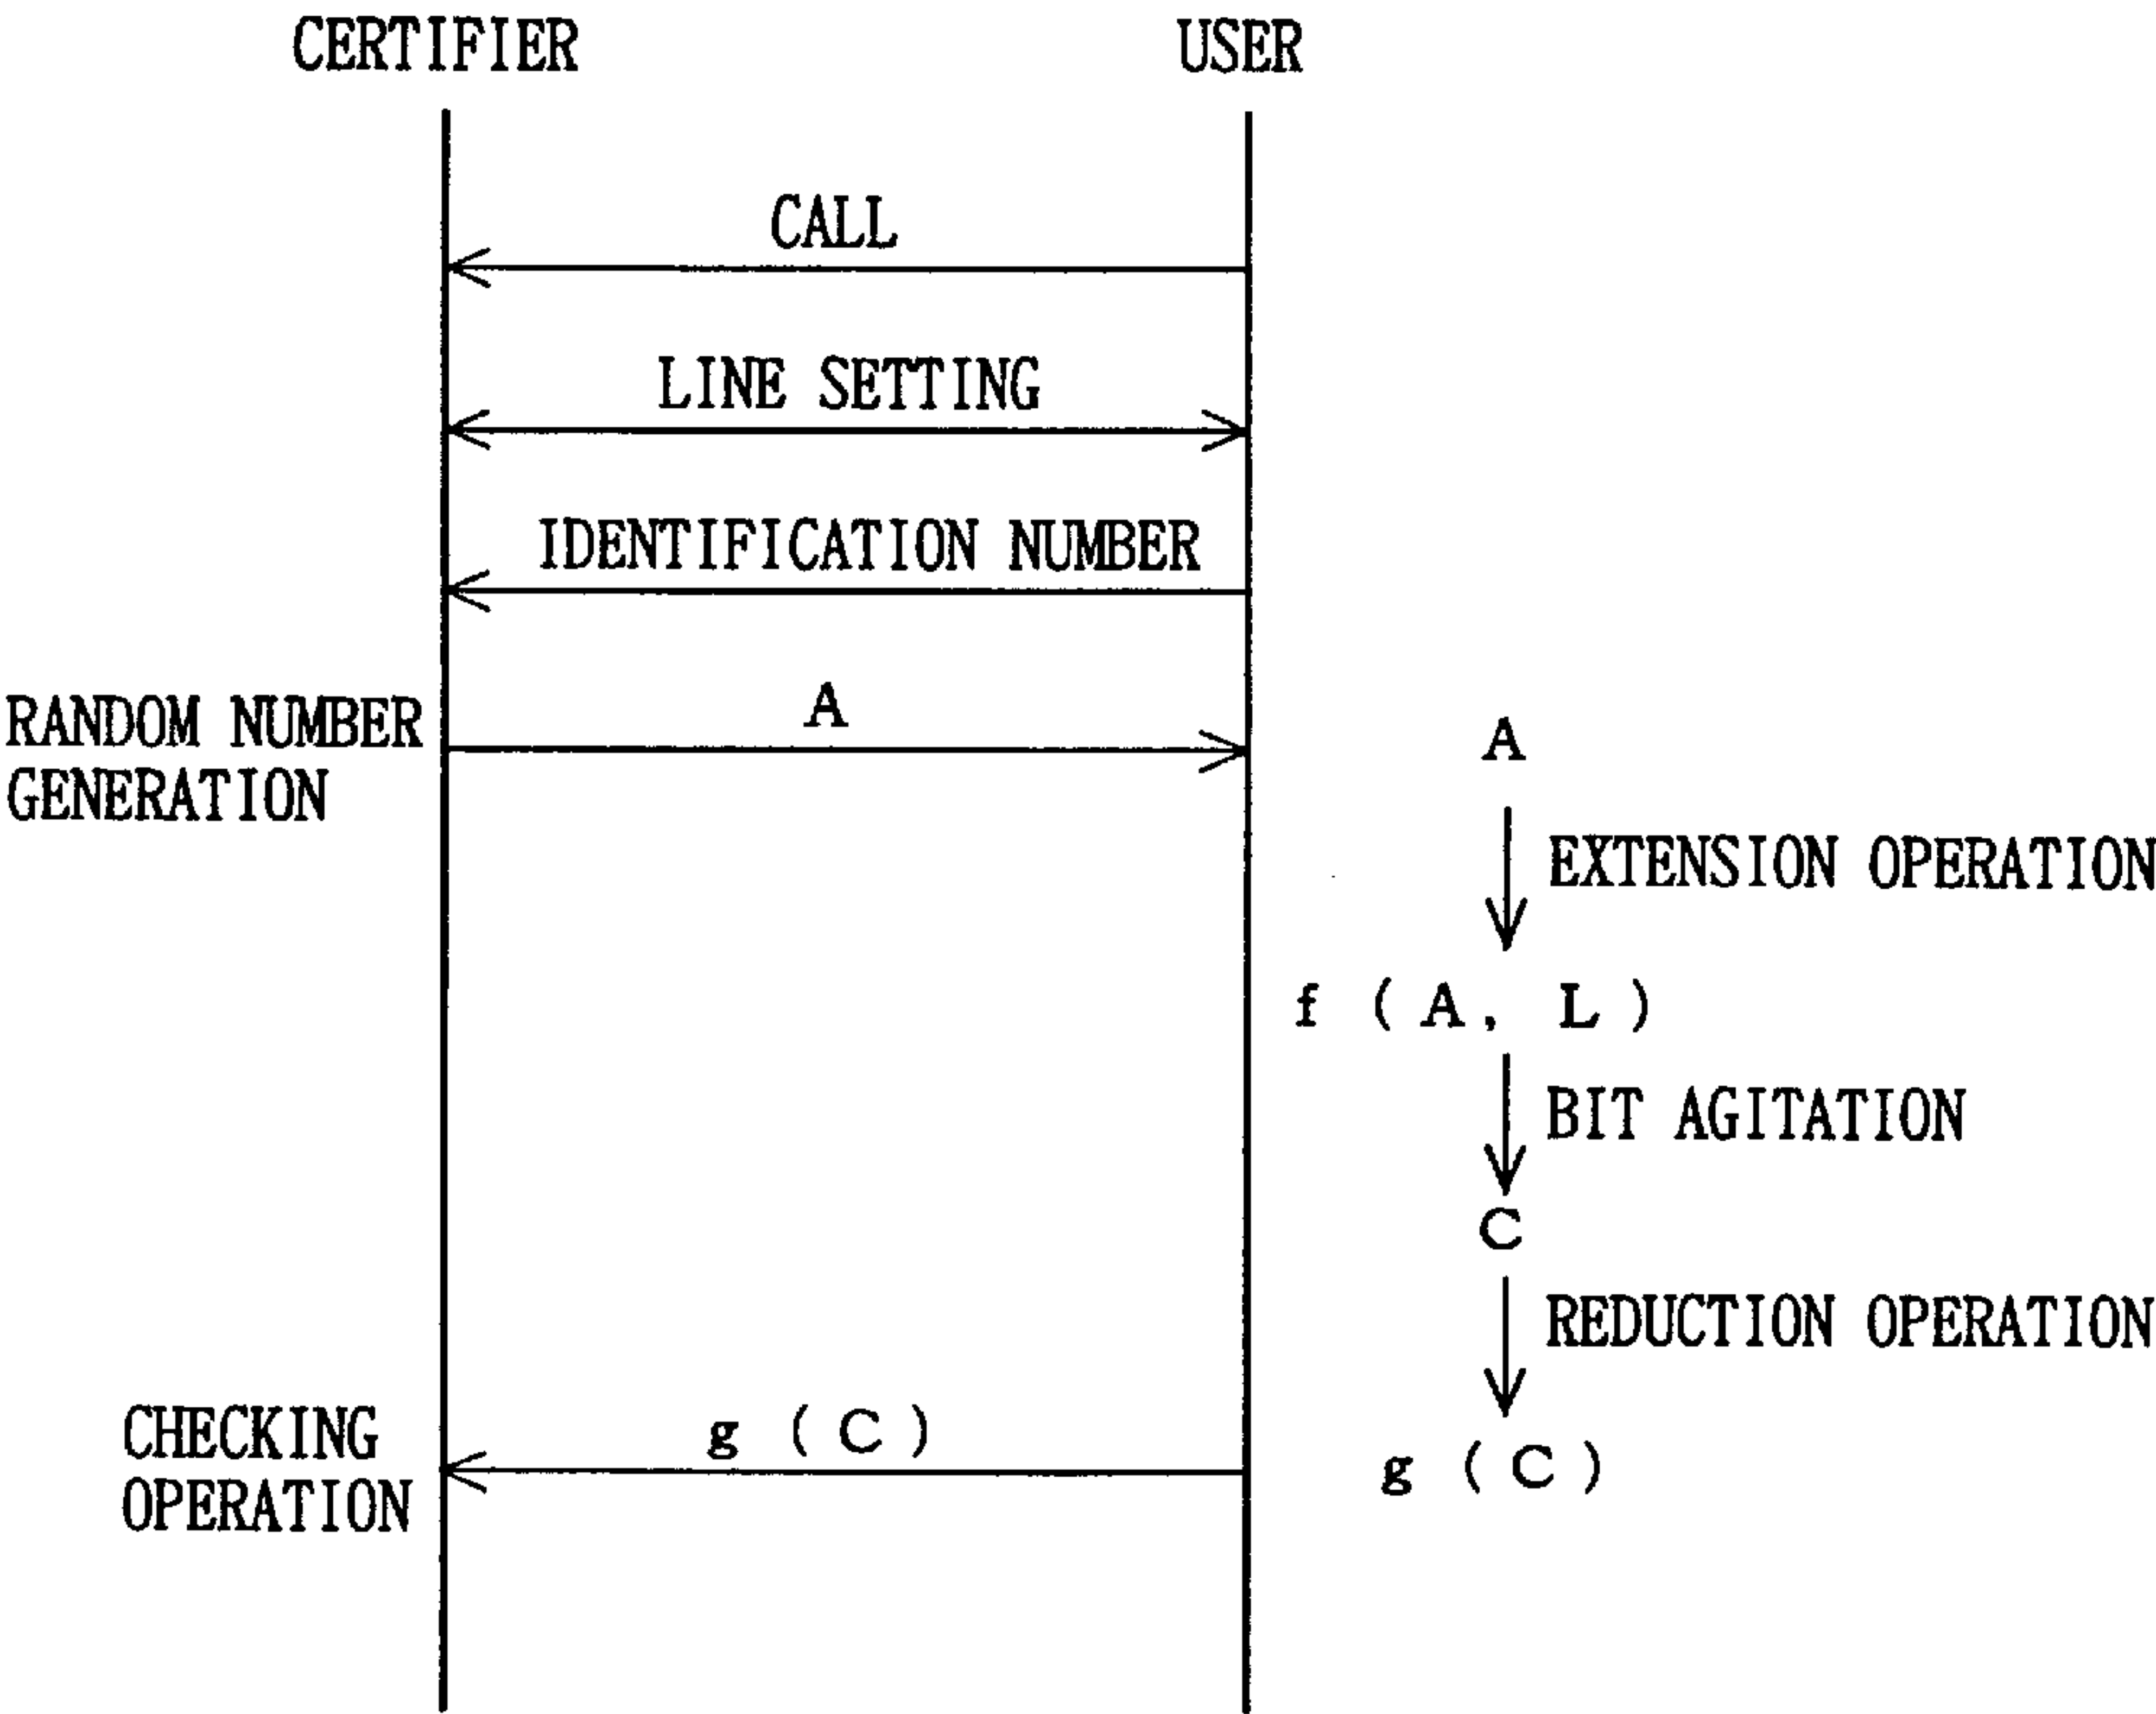 CERTIFIER
USER
CALL
LINE SETTING
IDENTIFICATION NUMBER
RANDOM NUMBER
GENERATION
A
A
EXTENSION OPERATION
f ( A, L )
BIT AGITATION
C
REDUCTION OPERATION
CHECKING
OPERATION
g ( C )
g ( C )